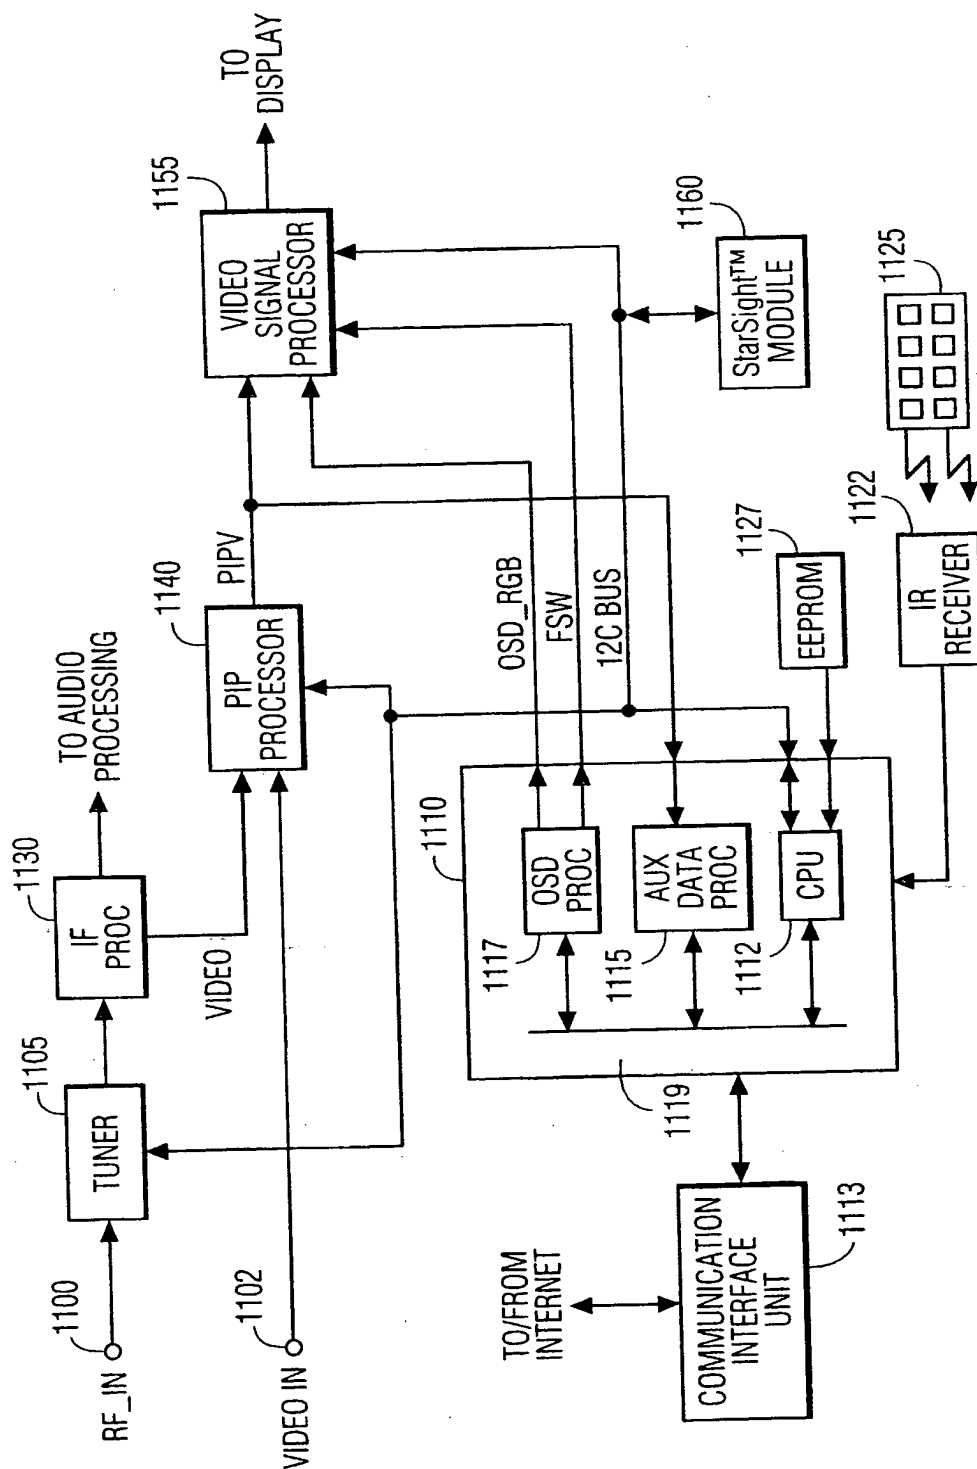 RF_IN
1100
VIDEO IN
1102
TUNER
1105
IF
PROC
1130
TO AUDIO
PROCESSING
VIDEO
PIP
PROCESSOR
1140
PIPV
VIDEO
SIGNAL
PROCESSOR
1155
TO
DISPLAY
OSD_RGB
FSW
12C BUS
1110
OSD
PROC
1117
AUX
DATA
PROC
1115
CPU
1112
1119
TO/FROM
INTERNET
COMMUNICATION
INTERFACE
UNIT
1113
EEPROM
1127
StarSight™
MODULE
1160
IR
RECEIVER
1122
1125